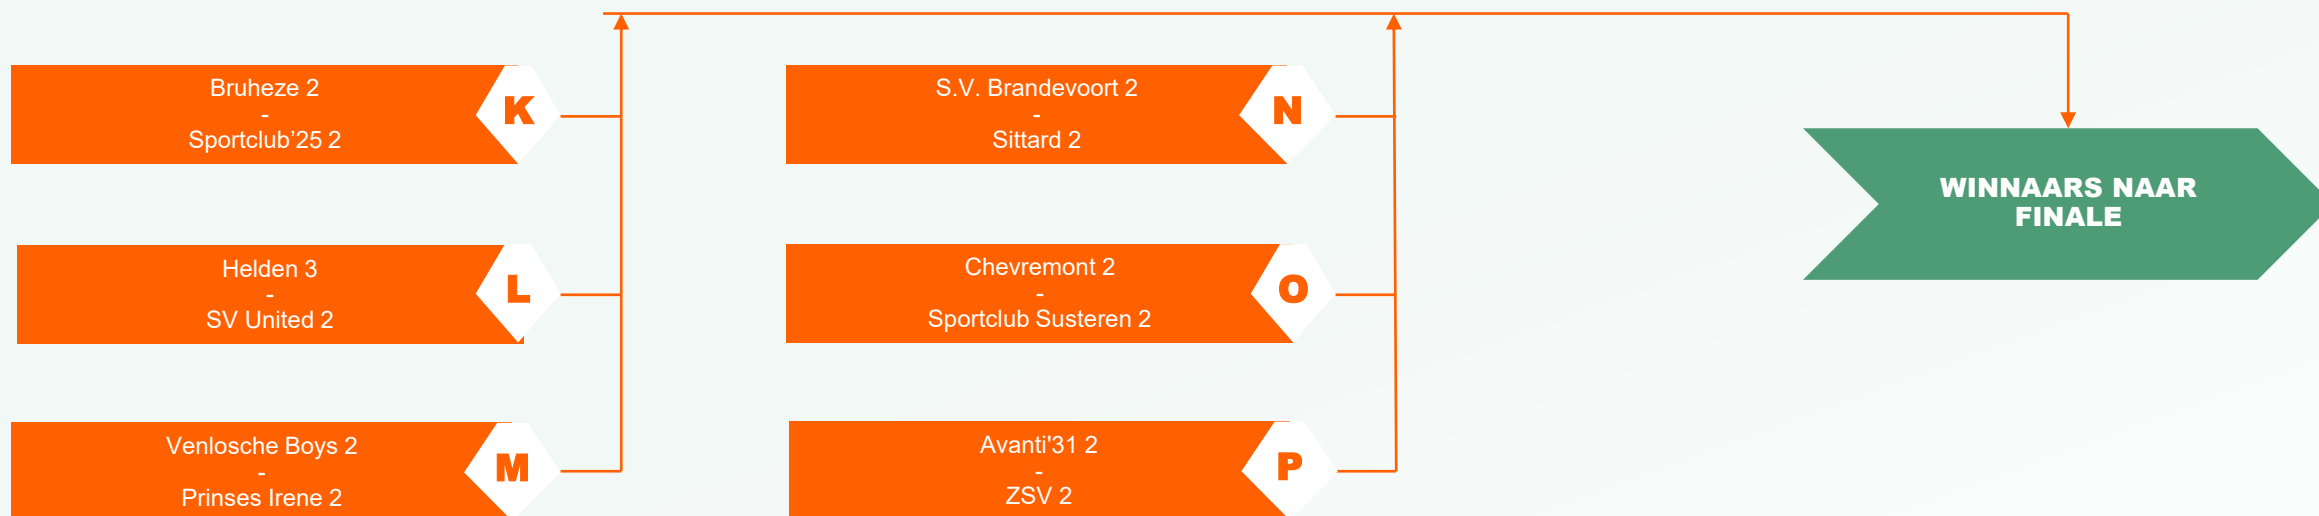 Bruheze 2
-
Sportclub’25 2
K
S.V. Brandevoort 2
-
Sittard 2
N
WINNAARS NAAR
FINALE
Helden 3
-
SV United 2
L
Chevremont 2
-
Sportclub Susteren 2
O
Venlosche Boys 2
-
Prinses Irene 2
M
Avanti'31 2
-
ZSV 2
P